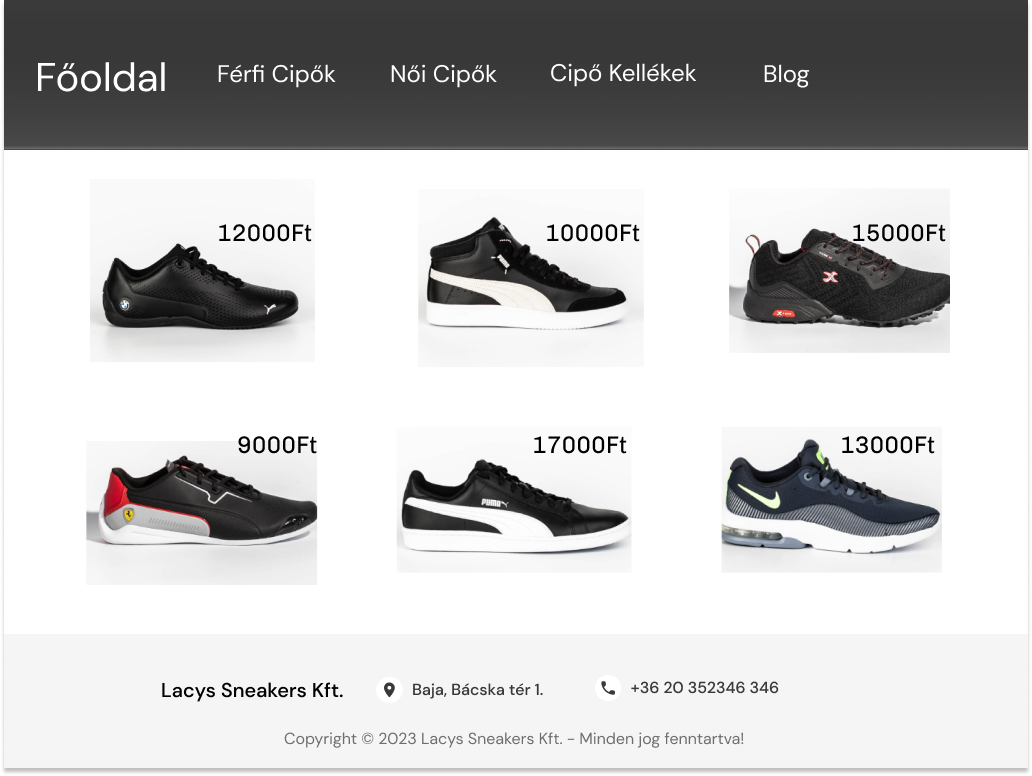 Főoldal Férfi Cipők Női Cipők Cipő Kellékek Blog
12000Ft 10000Ft 15000Ft
9000Ft 17000Ft 13000Ft
PUMA
Lacys Sneakers Kft. Baja, Bácska tér 1. +36 20 352346 346
Copyright © 2023 Lacys Sneakers Kft. - Minden jog fenntartva!